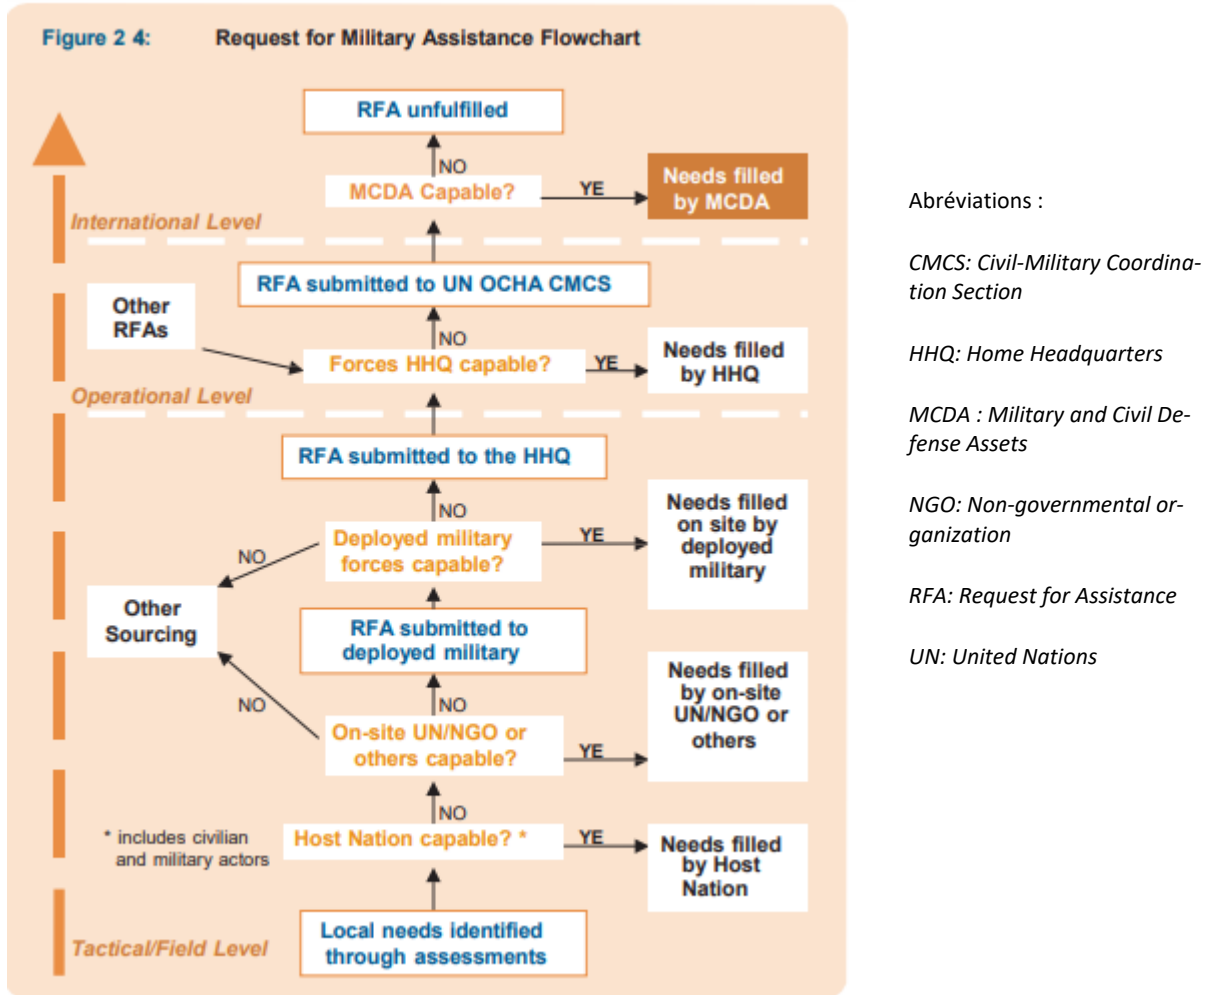 Figure 2 4: Request for Military Assistance Flowchart
RFA unfulfilled
NO
MCDA Capable?
YE
Needs filled
by MCDA
International Level
RFA submitted to UN OCHA CMCS
Other
RFAs
NO
Forces HHQ capable?
YE
Needs filled
by HHQ
Operational Level
RFA submitted to the HHQ
NO
Deployed military
forces capable?
YE
Needs filled
on site by
deployed
military
NO
Other
Sourcing
RFA submitted to
deployed military
NO
NO
On-site UN/NGO or
others capable?
YE
Needs filled
by on-site
UN/NGO or
others
NO
* includes civilian
and military actors
Host Nation capable? *
YE
Needs filled
by Host
Nation
Local needs identified
through assessments
Tactical/Field Level
Abréviations :
CMCS: Civil-Military Coordina-
tion Section
HHQ: Home Headquarters
MCDA : Military and Civil De-
fense Assets
NGO: Non-governmental or-
ganization
RFA: Request for Assistance
UN: United Nations